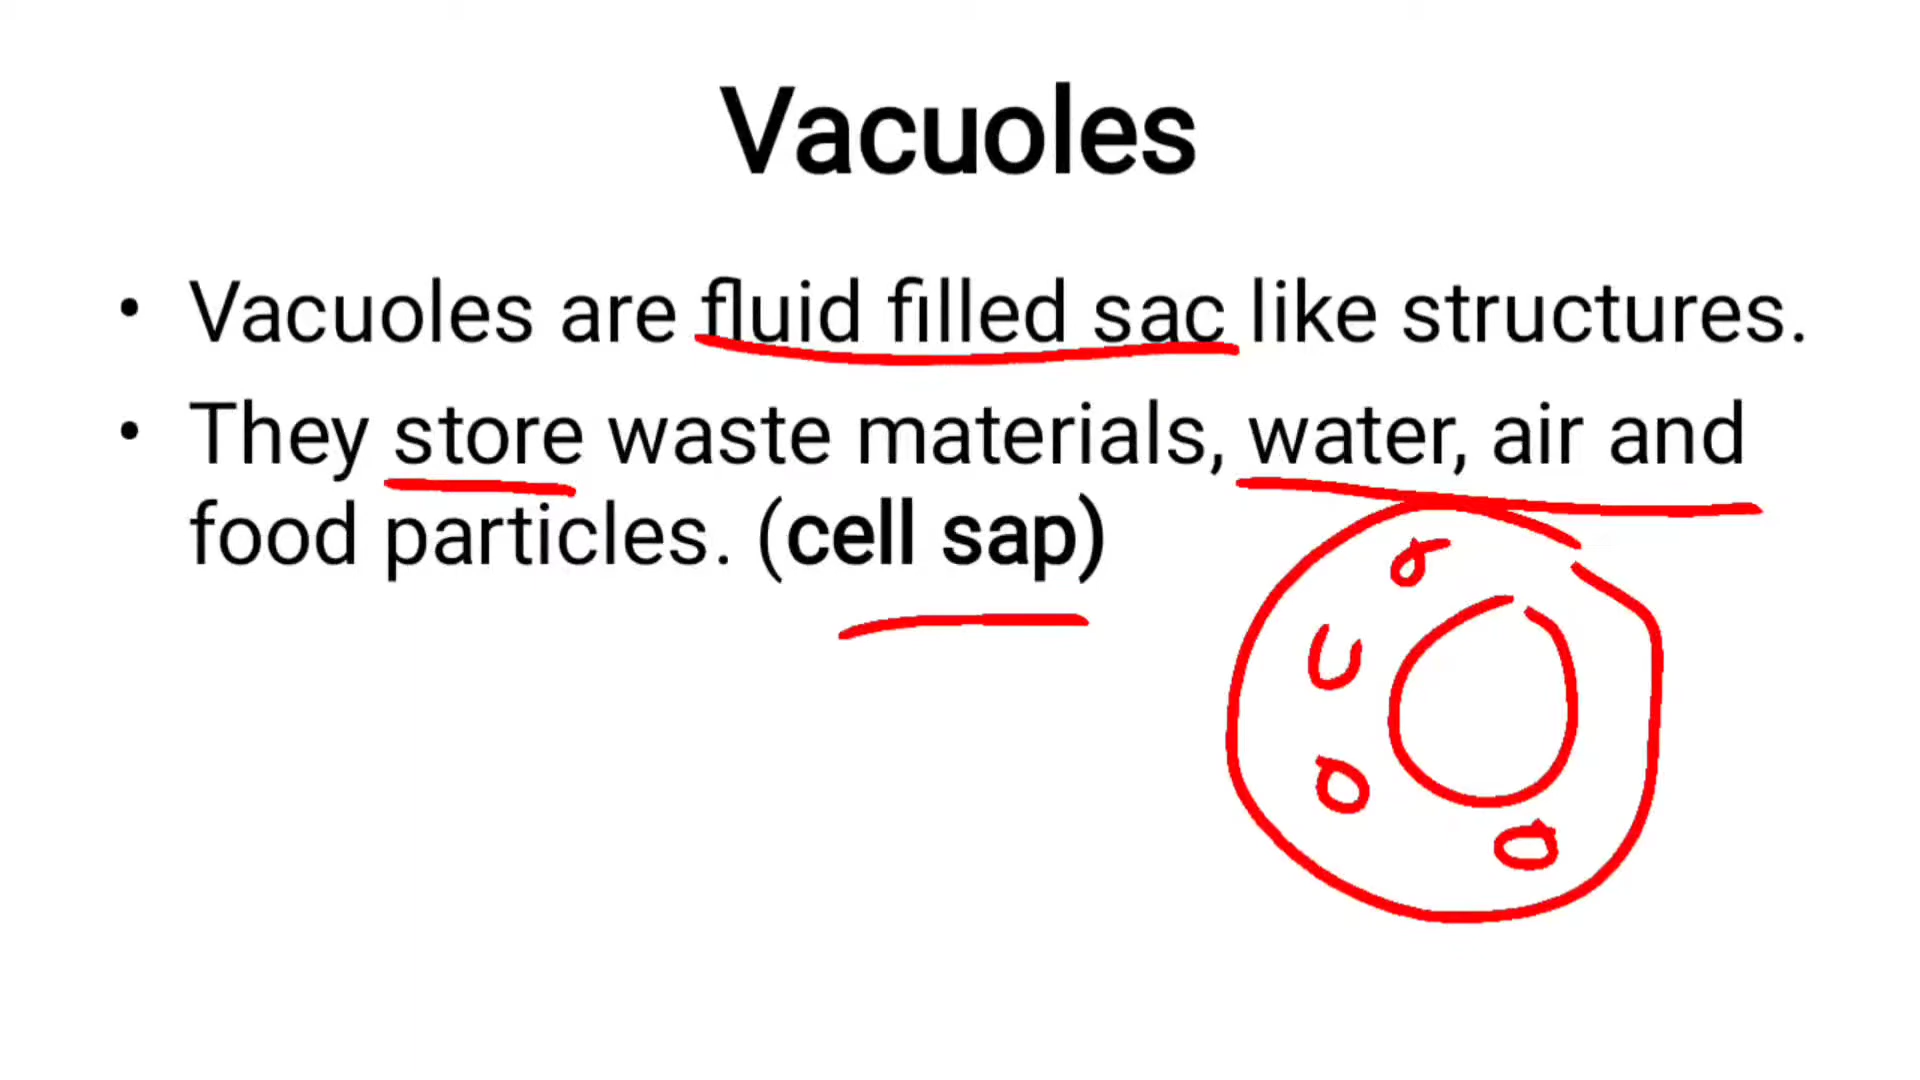 Vacuoles
• Vacuoles are fluid filled sac like structures.
• They store waste materials, water, air and
food particles. (cell sap)